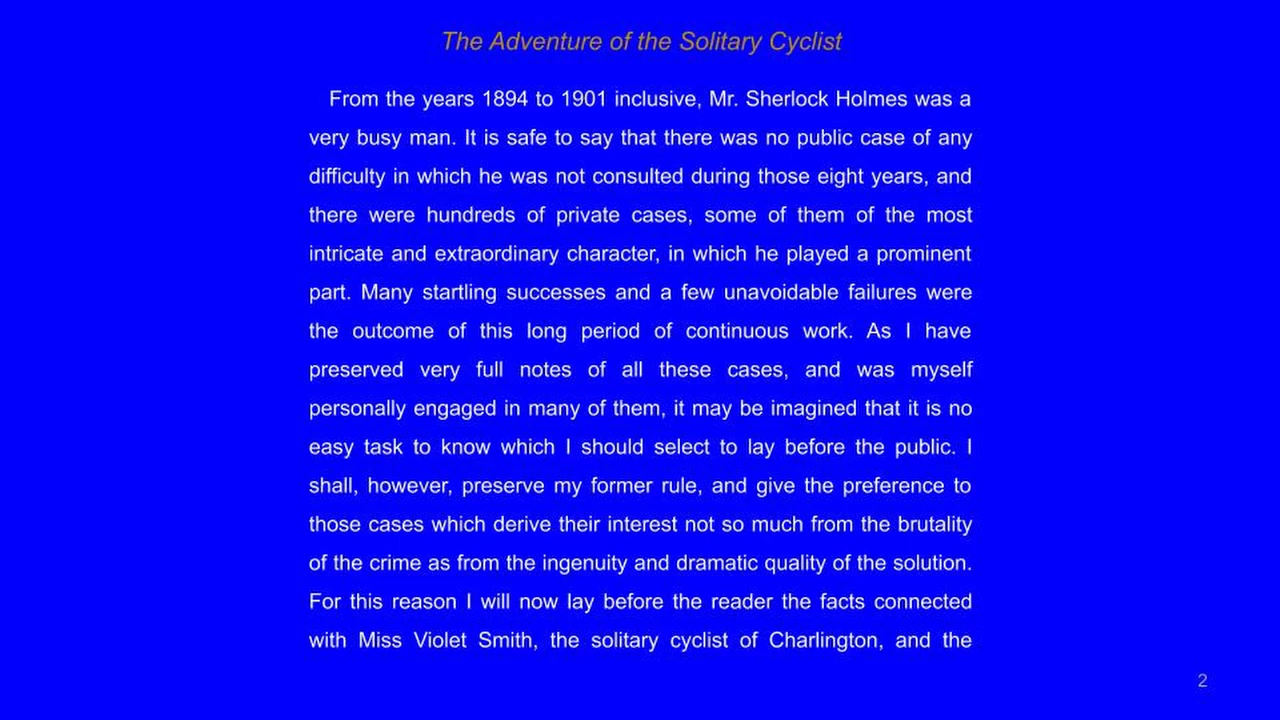 The Adventure of the Solitary Cyclist
From the years 1894 to 1901 inclusive, Mr. Sherlock Holmes was a
very busy man. It is safe to say that there was no public case of any
difficulty in which he was not consulted during those eight years, and
there were hundreds of private cases, some of them of the most
intricate and extraordinary character, in which he played a prominent
part. Many startling successes and a few unavoidable failures were
the outcome of this long period of continuous work. As I have
preserved very full notes of all these cases, and was myself
personally engaged in many of them, it may be imagined that it is no
easy task to know which I should select to lay before the public. I
shall, however, preserve my former rule, and give the preference to
those cases which derive their interest not so much from the brutality
of the crime as from the ingenuity and dramatic quality of the solution.
For this reason I will now lay before the reader the facts connected
with Miss Violet Smith, the solitary cyclist of Charlington, and the
2